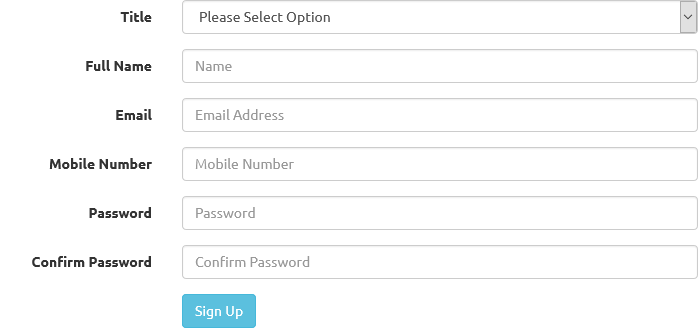 Title Please Select Option
Full Name Name
Email Email Address
Mobile Number Mobile Number
Password Password
Confirm Password Confirm Password
Sign Up